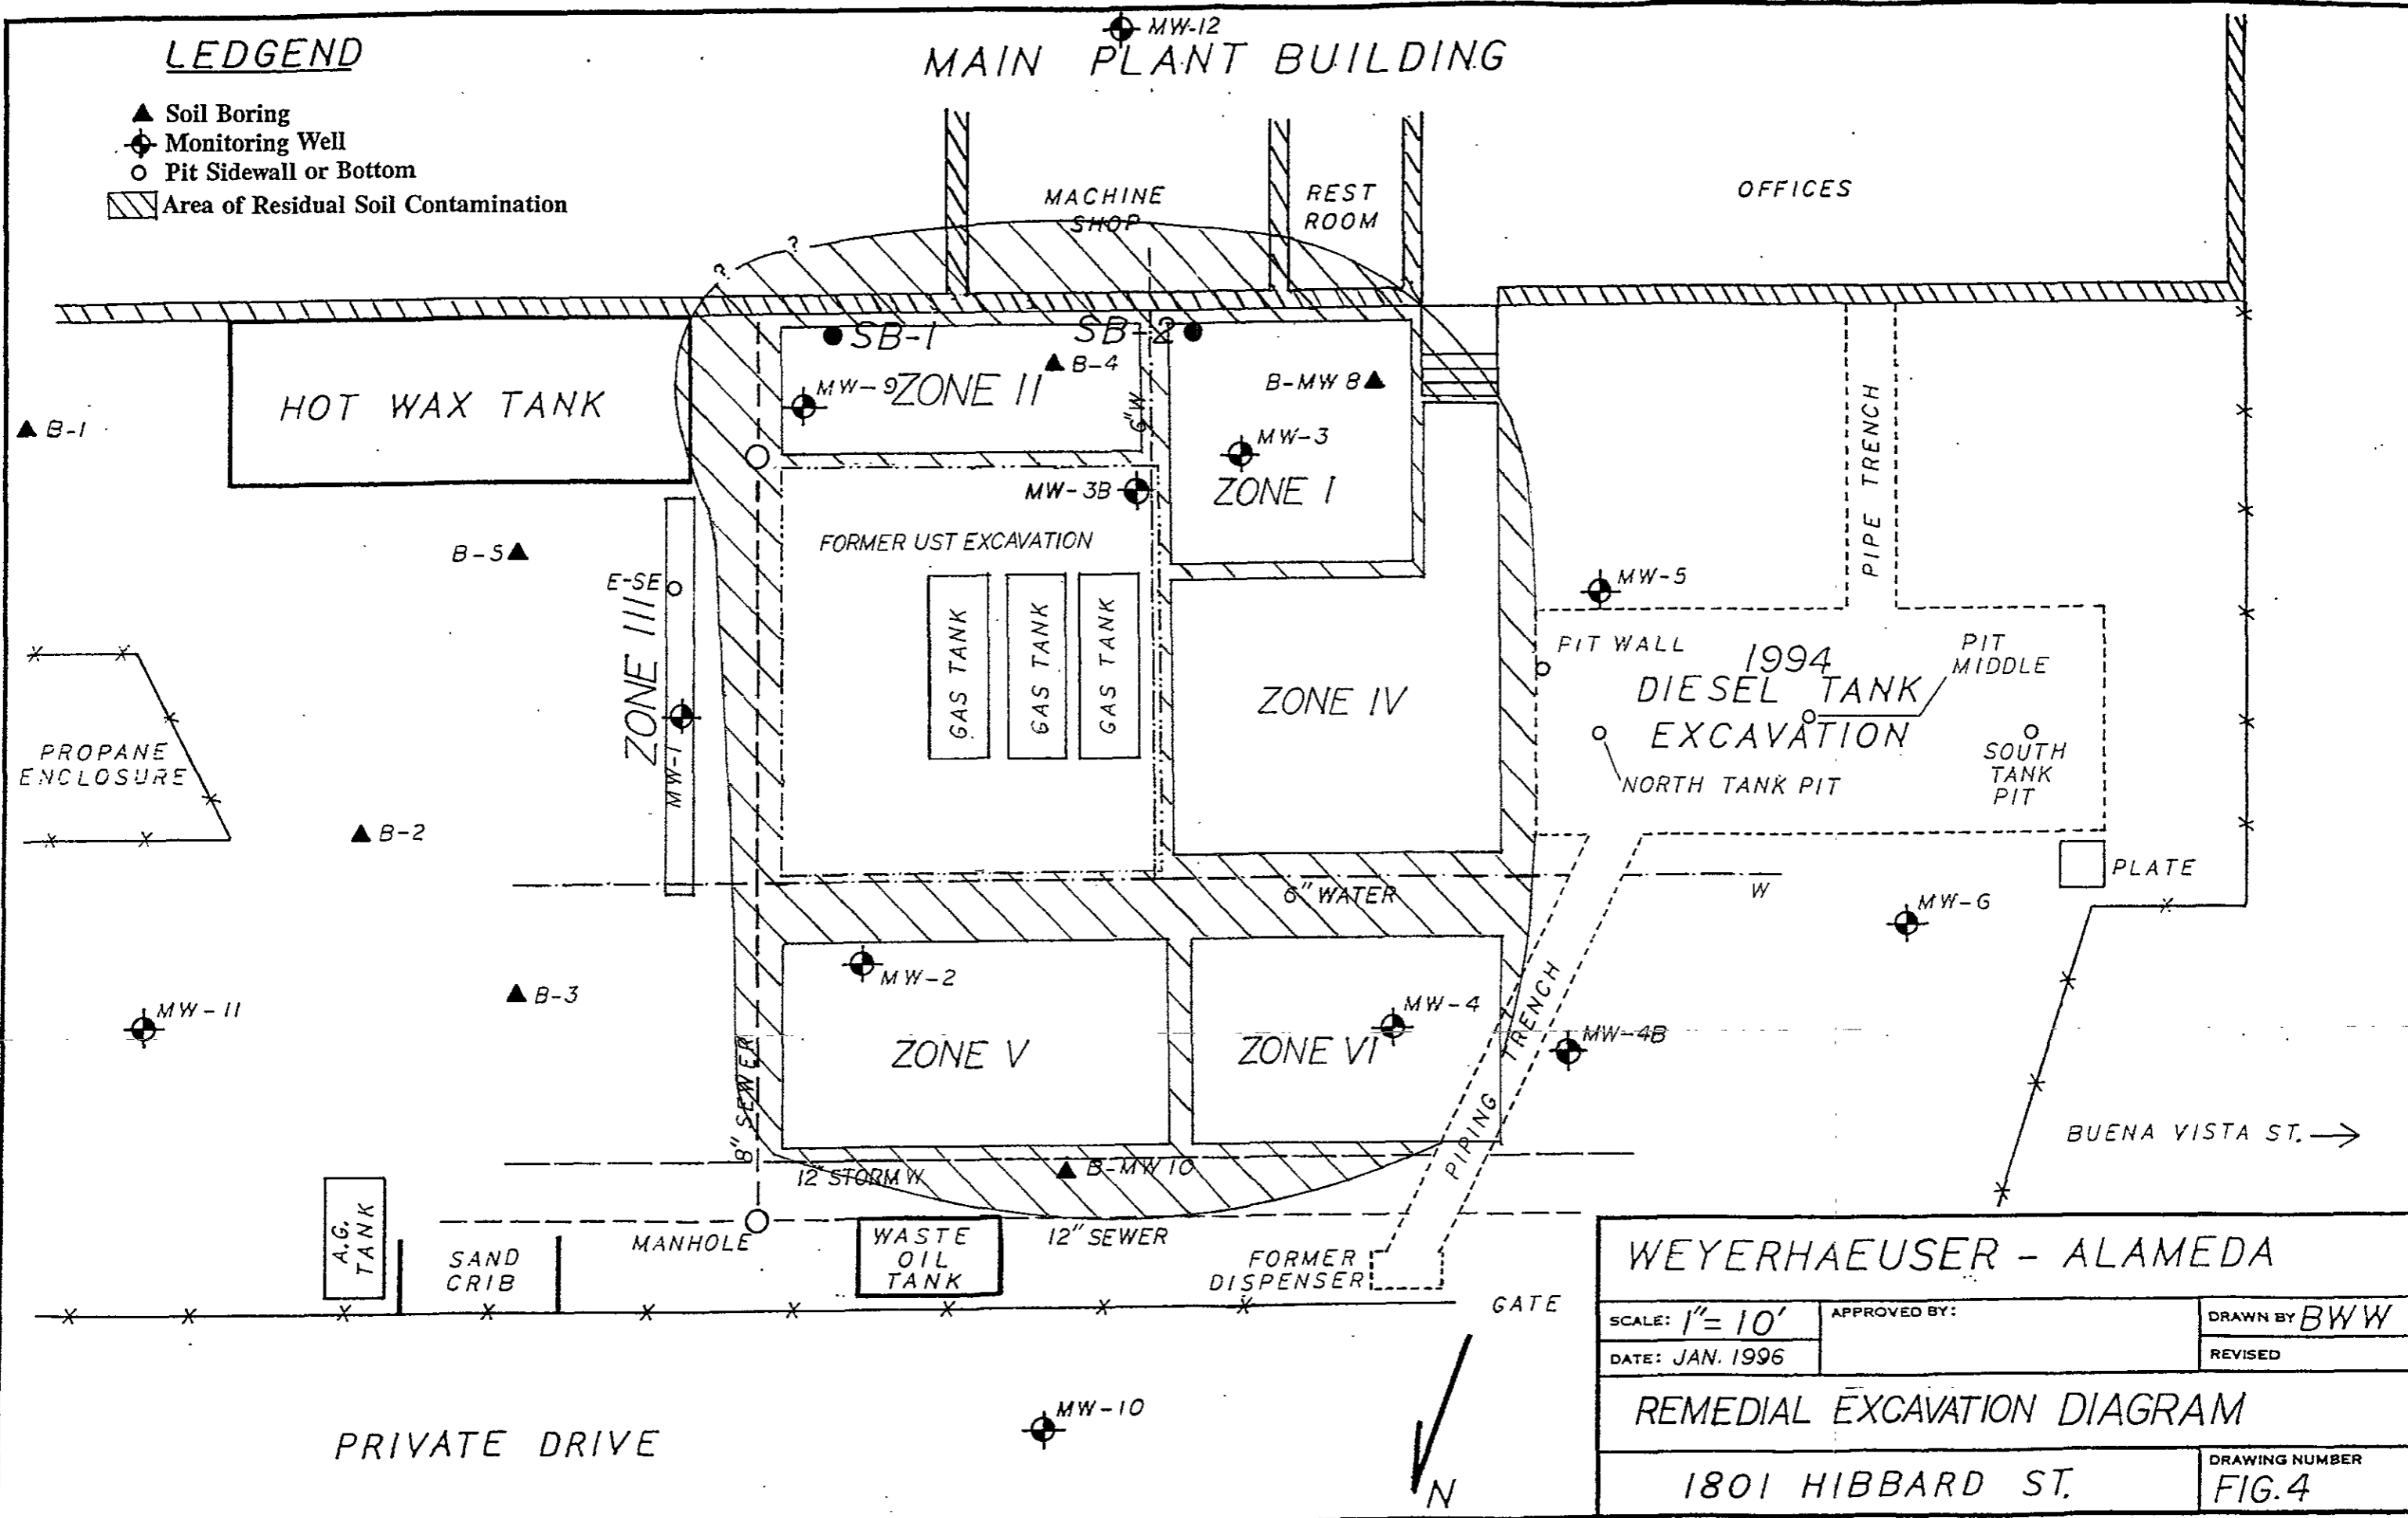 MW-12
LEDGEND
MAIN PLANT BUILDING
Soil Boring
Monitoring Well
Pit Sidewall or Bottom
Area of Residual Soil Contamination
MACHINE
SHOP
REST
ROOM
OFFICES
?
?
SB-1
SB-2
HOT WAX TANK
MW-9
ZONE II
B-4
6"W
B-MW 8
B-1
MW-3
ZONE I
MW-3B
PIPE TRENCH
FORMER UST EXCAVATION
B-5
E-SE
ZONE III
MW-1
GAS TANK
GAS TANK
GAS TANK
ZONE IV
MW-5
PIT WALL
1994
DIESEL TANK
EXCAVATION
PIT
MIDDLE
NORTH TANK PIT
SOUTH
TANK
PIT
PROPANE
ENCLOSURE
B-2
PLATE
6" WATER
W
MW-6
MW-2
B-3
MW-11
ZONE V
MW-4
ZONE VI
PIPING TRENCH
MW-4B
8" SEWER
BUENA VISTA ST.
12" STORM W
B-MW 10
A.G.
TANK
SAND
CRIB
MANHOLE
WASTE
OIL
TANK
12" SEWER
FORMER
DISPENSER
GATE
WEYERHAEUSER - ALAMEDA
SCALE: 1"= 10'
APPROVED BY:
DRAWN BY BWW
DATE: JAN. 1996
REVISED
REMEDIAL EXCAVATION DIAGRAM
PRIVATE DRIVE
MW-10
N
1801 HIBBARD ST.
DRAWING NUMBER
FIG.4